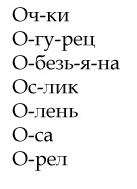 Оч-ки
О-гу-рец
О-безь-я-на
Ос-лик
О-лень
О-са
О-рел